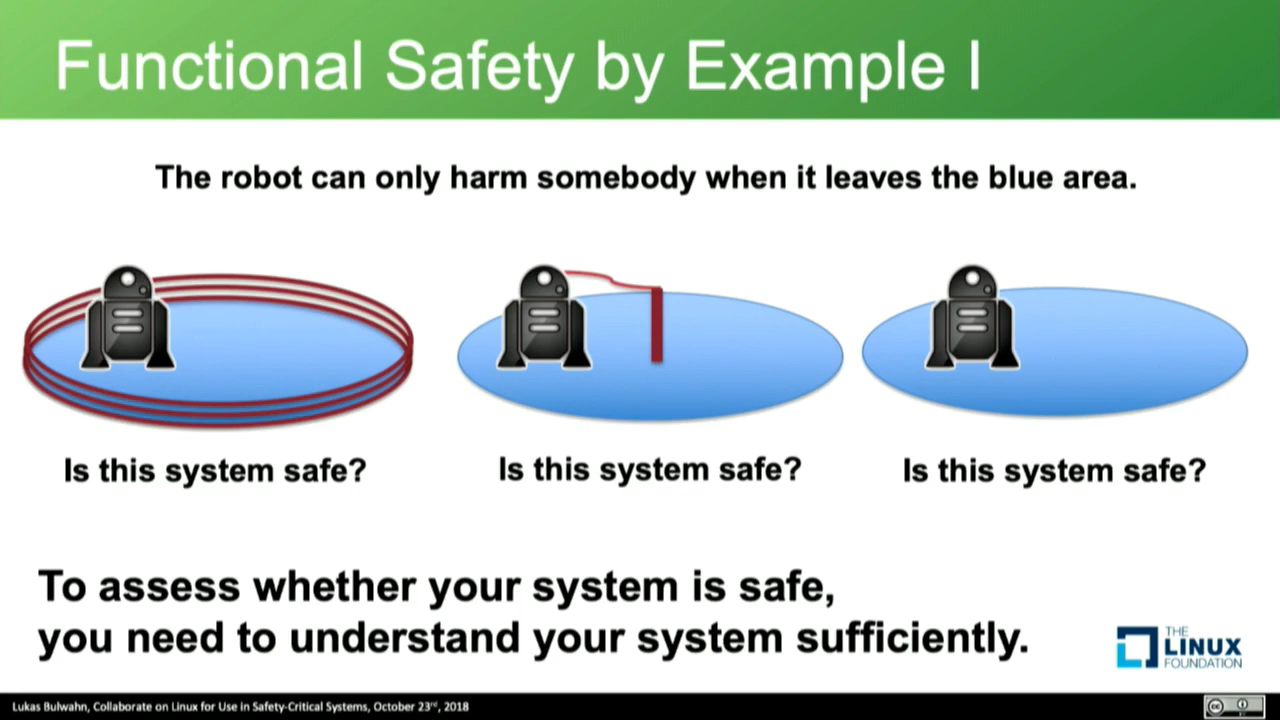 Functional Safety by Example I
The robot can only harm somebody when it leaves the blue area.
Is this system safe?
Is this system safe?
Is this system safe?
To assess whether your system is safe,
you need to understand your system sufficiently.
THE
LINUX
FOUNDATION
Lukas Bulwahn, Collaborate on Linux for Use in Safety-Critical Systems, October 23rd, 2018